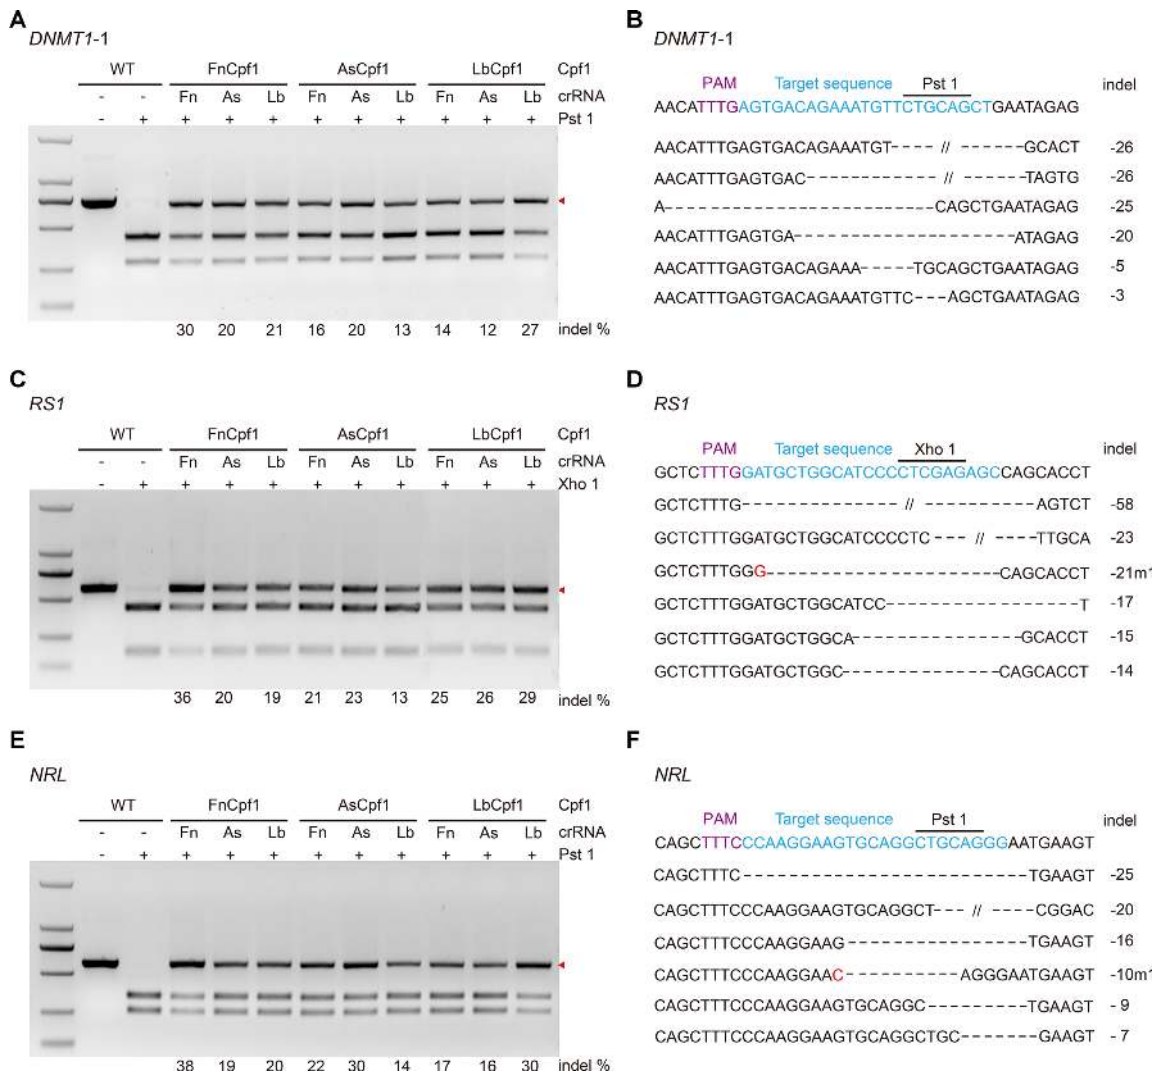 A
DNMT1-1
WT FnCpf1 AsCpf1 LbCpf1 Cpf1
- - Fn As Lb Fn As Lb Fn As Lb crRNA
- + + + + + + + + + + Pst 1
30 20 21 16 20 13 14 12 27 indel %
B
DNMT1-1
PAM Target sequence Pst 1 indel
AACATTTGAGTGACAGAAATGTTCTGCAGCTGAATAGAG
AACATTTGAGTGACAGAAATGT----- // ------GCACT -26
AACATTTGAGTGAC-------------- // ------TAGTG -26
A-------------------------CAGCTGAATAGAG -25
AACATTTGAGTGA--------------------ATAGAG -20
AACATTTGAGTGACAGAAA-----TGCAGCTGAATAGAG -5
AACATTTGAGTGACAGAAATGTTC---AGCTGAATAGAG -3
C
RS1
WT FnCpf1 AsCpf1 LbCpf1 Cpf1
- - Fn As Lb Fn As Lb Fn As Lb crRNA
- + + + + + + + + + + Xho 1
36 20 19 21 23 13 25 26 29 indel %
D
RS1
PAM Target sequence Xho 1 indel
GCTCTTTGGATGCTGGCATCCCCTCGAGAGCCAGCACCT
GCTCTTTG---------------- // ------------AGTCT -58
GCTCTTTGGATGCTGGCATCCCCTC---- // -----TTGCA -23
GCTCTTTGGG---------------------CAGCACCT -21m1
GCTCTTTGGATGCTGGCATCC-----------------T -17
GCTCTTTGGATGCTGGCA---------------GCACCT -15
GCTCTTTGGATGCTGGC--------------CAGCACCT -14
E
NRL
WT FnCpf1 AsCpf1 LbCpf1 Cpf1
- - Fn As Lb Fn As Lb Fn As Lb crRNA
- + + + + + + + + + + Pst 1
38 19 20 22 30 14 17 16 30 indel %
F
NRL
PAM Target sequence Pst 1 indel
CAGCTTTCCCAAGGAAGTGCAGGCTGCAGGGAATGAAGT
CAGCTTTC-------------------------TGAAGT -25
CAGCTTTCCCAAGGAAGTGCAGGCT---- // -----CGGAC -20
CAGCTTTCCCAAGGAAG----------------TGAAGT -16
CAGCTTTCCCAAGGAAC----------AGGGAATGAAGT -10m1
CAGCTTTCCCAAGGAAGTGCAGGC---------TGAAGT - 9
CAGCTTTCCCAAGGAAGTGCAGGCTGC-------GAAGT - 7